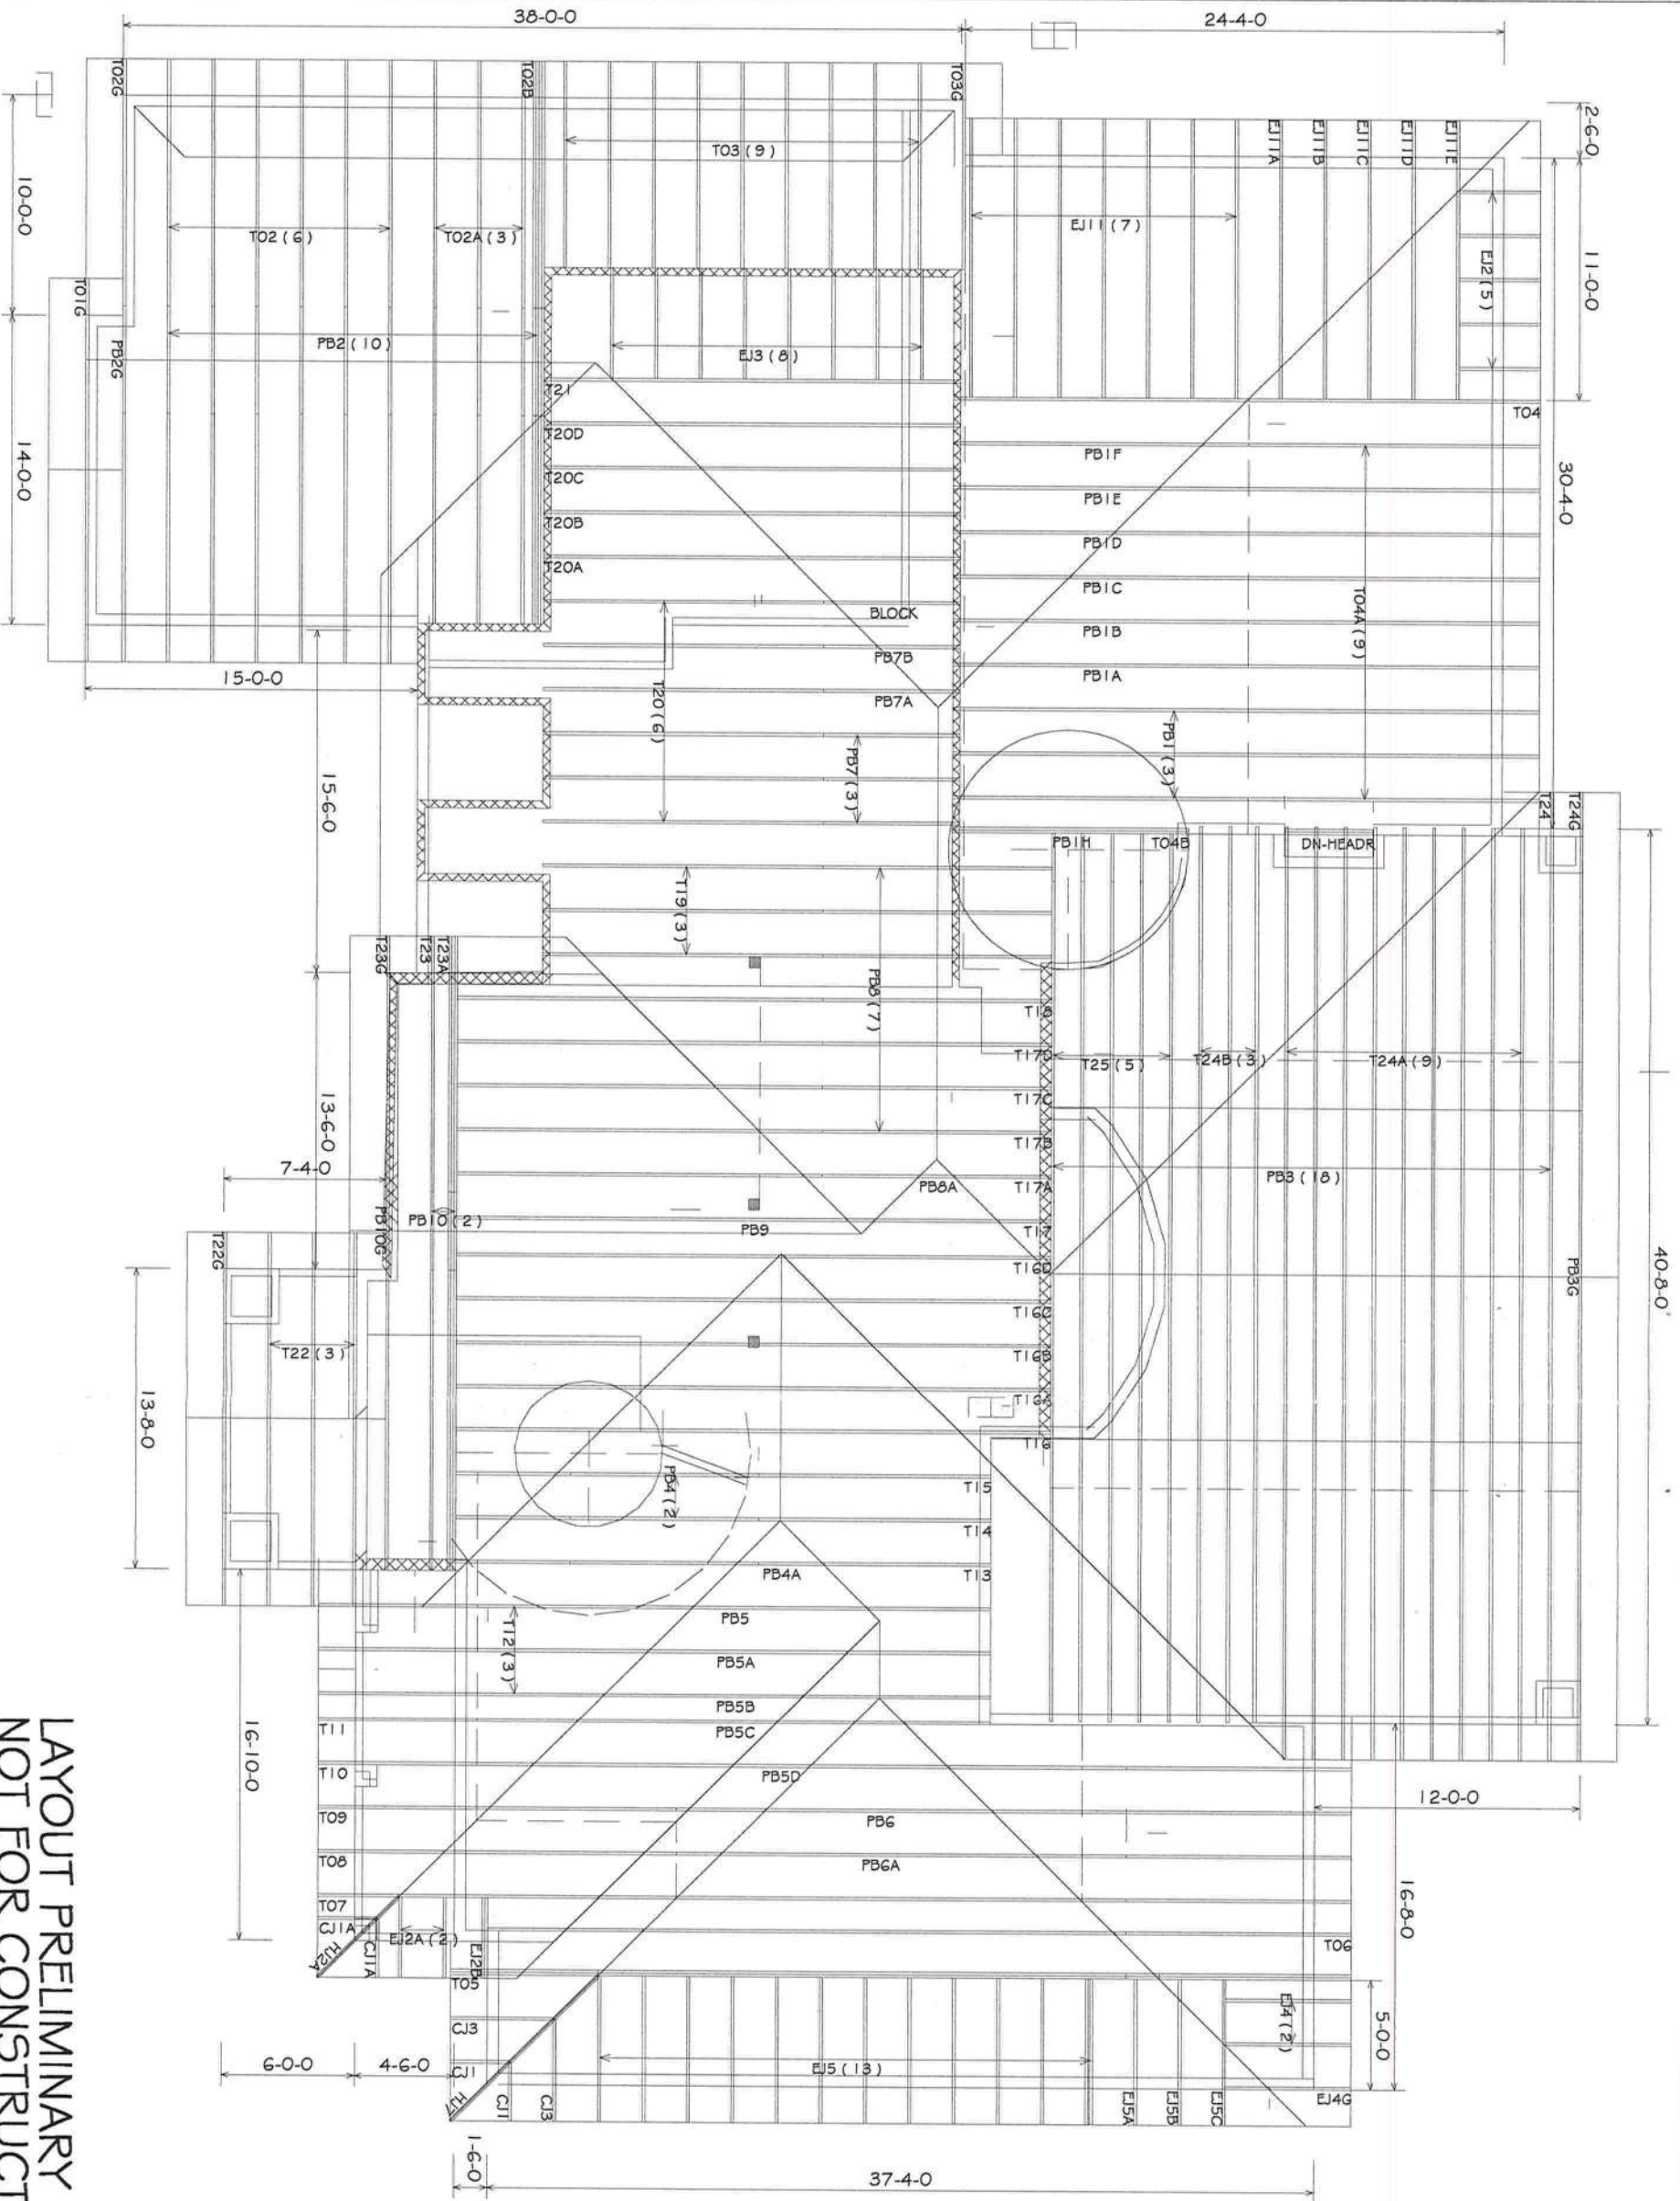 38-0-0
24-4-0
2-6-0
T02G
T02B
T03G
EJ11A
EJ11B
EJ11C
EJ11D
EJ11E
T03 ( 9 )
10-0-0
T02 ( 6 )
T02A ( 3 )
EJ11 ( 7 )
EJ2 ( 5 )
11-0-0
T01G
PB2G
PB2 ( 10 )
EJ3 ( 8 )
T21
T04
T20D
PB1F
14-0-0
T20C
PB1E
30-4-0
T20B
PB1D
T20A
PB1C
BLOCK
T04A ( 9 )
PB1B
PB7B
15-0-0
PB1A
T20 ( 6 )
PB7A
PB7 ( 3 )
PB1 ( 3 )
15-6-0
T24
T24G
PB1H
T04B
DN-HEADR
T19 ( 3 )
T23G
T23
T23A
PB8 ( 7 )
T18
T17D
T25 ( 5 )
T24B ( 3 )
T24A ( 9 )
T17C
13-6-0
T17B
7-4-0
PB8A
T17A
PB3 ( 18 )
PB10G
PB10 ( 2 )
PB9
T17
T22G
T16D
PB3G
40-8-0
T16C
T22 ( 3 )
T16B
T16A
13-8-0
T16
PB4 ( 2 )
T15
T14
PB4A
T13
PB5
T12 ( 3 )
PB5A
PB5B
T11
PB5C
16-10-0
T10
PB5D
12-0-0
T09
PB6
T08
PB6A
T07
16-8-0
CJ1A
HJ2A
CJ1A
EJ2A ( 2 )
EJ2B
T06
T05
CJ3
EJ4 ( 2 )
5-0-0
6-0-0
4-6-0
CJ1
HJ7
CJ1
CJ3
EJ5 ( 13 )
EJ5A
EJ5B
EJ5C
EJ4G
1-6-0
37-4-0
LAYOUT PRELIMINARY
NOT FOR CONSTRUCT